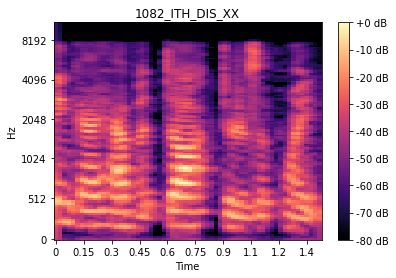 1082_ITH_DIS_XX
+0 dB
8192
-10 dB
4096
-20 dB
-30 dB
2048
Hz
-40 dB
1024
-50 dB
512
-60 dB
-70 dB
0
-80 dB
0 0.15 0.3 0.45 0.6 0.75 0.9 1.1 1.2 1.4
Time